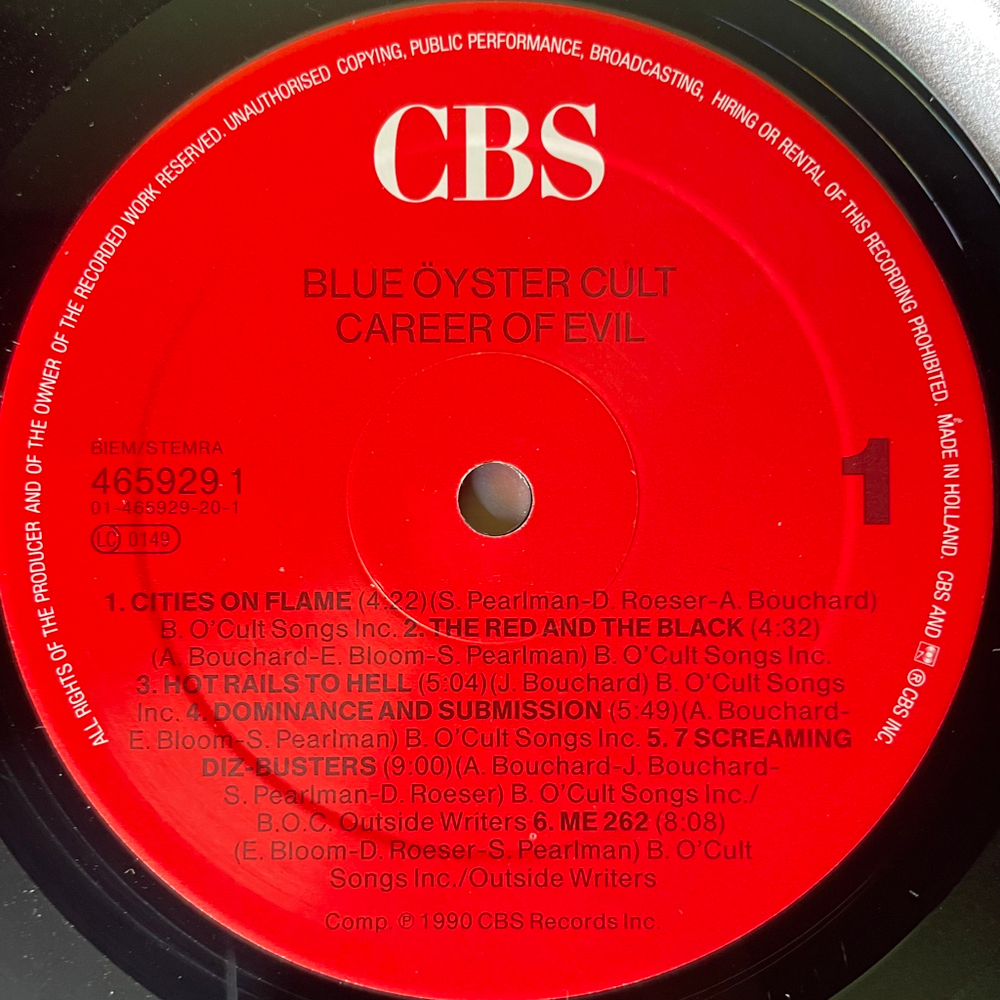 ALL RIGHTS OF THE PRODUCER AND OF THE OWNER OF THE RECORDED WORK RESERVED. UNAUTHORISED COPYING, PUBLIC PERFORMANCE, BROADCASTING, HIRING OR RENTAL OF THIS RECORDING PROHIBITED. MADE IN HOLLAND. CBS AND ℗ CBS INC.
CBS
BLUE ÖYSTER CULT
CAREER OF EVIL
BIEM/STEMRA
465929 1
01-465929-20-1
LC 0149
1
1. CITIES ON FLAME (4:22)(S. Pearlman-D. Roeser-A. Bouchard)
B. O'Cult Songs Inc. 2. THE RED AND THE BLACK (4:32)
(A. Bouchard-E. Bloom-S. Pearlman) B. O'Cult Songs Inc.
3. HOT RAILS TO HELL (5:04)(J. Bouchard) B. O'Cult Songs
Inc. 4. DOMINANCE AND SUBMISSION (5:49)(A. Bouchard-
E. Bloom-S. Pearlman) B. O'Cult Songs Inc. 5. 7 SCREAMING
DIZ-BUSTERS (9:00)(A. Bouchard-J. Bouchard-
S. Pearlman-D. Roeser) B. O'Cult Songs Inc./
B.O.C. Outside Writers 6. ME 262 (8:08)
(E. Bloom-D. Roeser-S. Pearlman) B. O'Cult
Songs Inc./Outside Writers
Comp. ℗ 1990 CBS Records Inc.